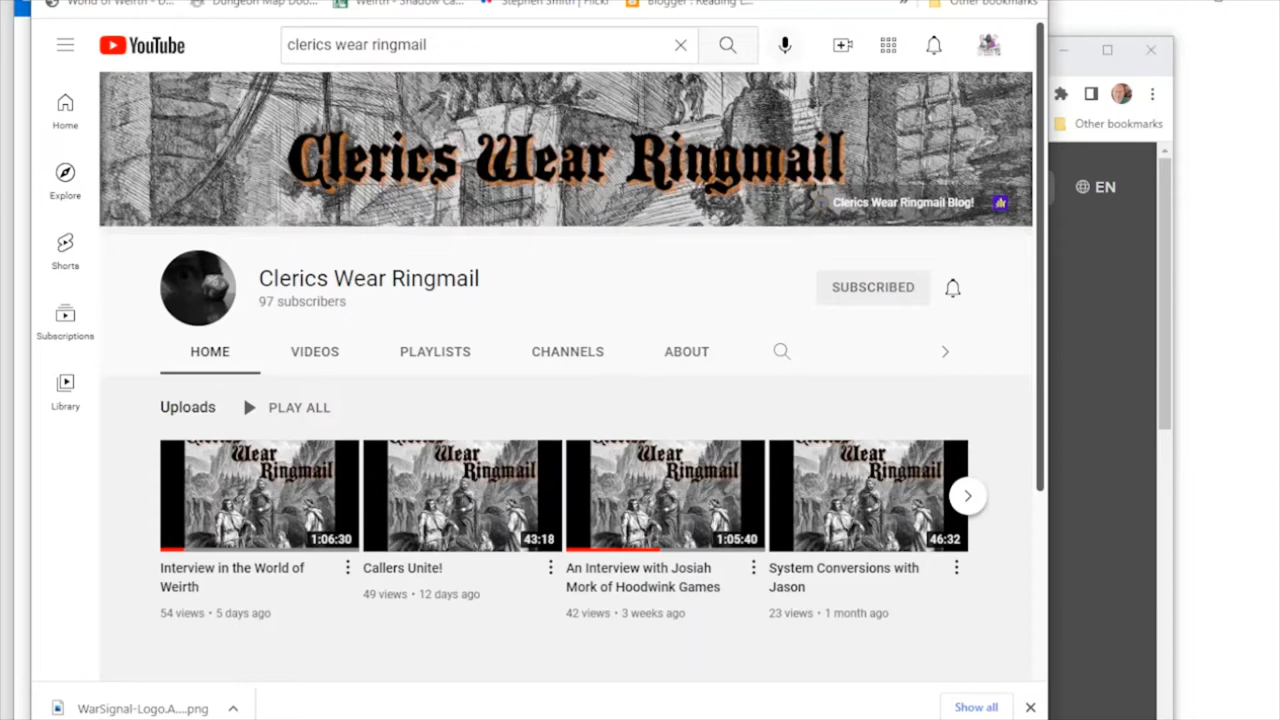 World of Weirth - D...
Dungeon Map Doo...
Weirth - Shadow Ca...
Stephen Smith | Flickr
Blogger : Reading L...
»
Other bookmarks
YouTube
clerics wear ringmail
Other bookmarks
EN
Home
Explore
Shorts
Subscriptions
Library
Clerics Wear Ringmail
Clerics Wear Ringmail Blog!
Clerics Wear Ringmail
97 subscribers
SUBSCRIBED
HOME VIDEOS PLAYLISTS CHANNELS ABOUT
Uploads PLAY ALL
Clerics
Wear
Ringmail
1:06:30
Interview in the World of
Weirth
54 views • 5 days ago
Clerics
Wear
Ringmail
43:18
Callers Unite!
49 views • 12 days ago
Clerics
Wear
Ringmail
1:05:40
An Interview with Josiah
Mork of Hoodwink Games
42 views • 3 weeks ago
Clerics
Wear
Ringmail
46:32
System Conversions with
Jason
23 views • 1 month ago
WarSignal-Logo.A....png
Show all